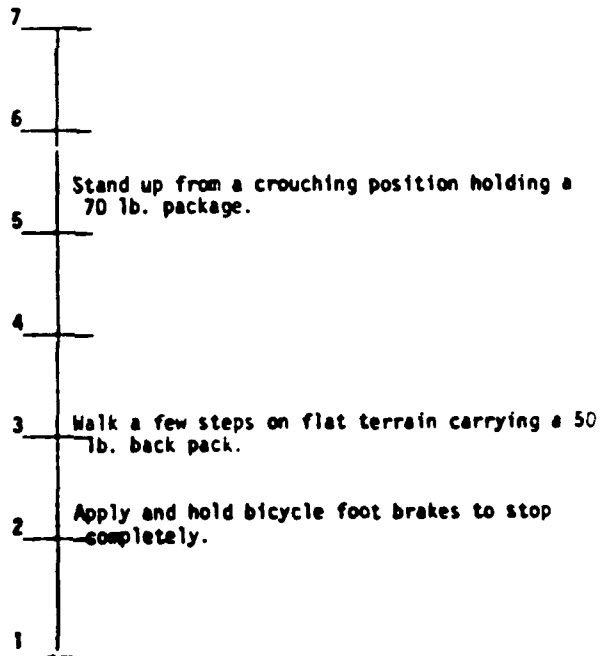 7
6
Stand up from a crouching position holding a
70 lb. package.
5
4
3
Walk a few steps on flat terrain carrying a 50
lb. back pack.
Apply and hold bicycle foot brakes to stop
2
completely.
1